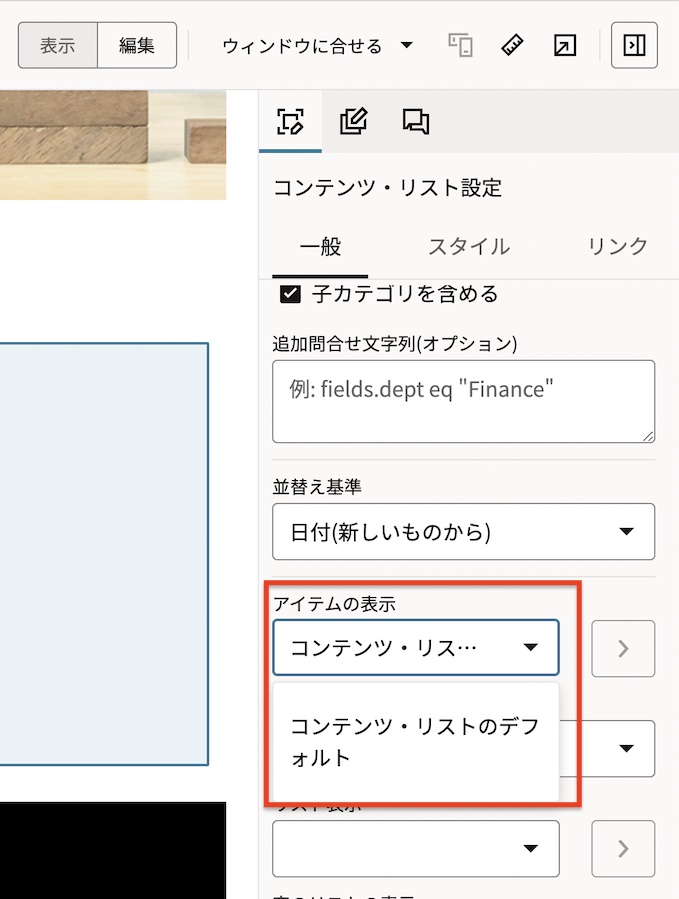 表示
編集
ウィンドウに合せる
コンテンツ・リスト設定
一般
スタイル
リンク
子カテゴリを含める
追加問合せ文字列(オプション)
例: fields.dept eq "Finance"
並替え基準
日付(新しいものから)
アイテムの表示
コンテンツ・リス…
コンテンツ・リストのデフ
ォルト
リスト表示